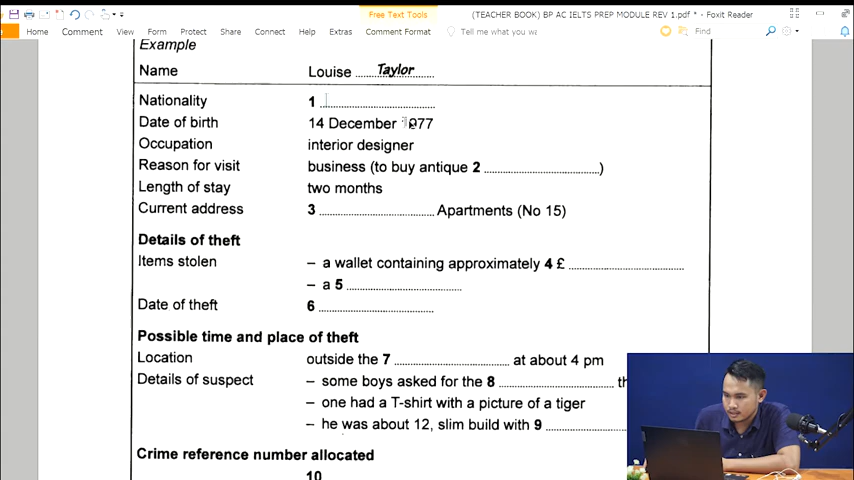 Free Text Tools
(TEACHER BOOK) BP AC IELTS PREP MODULE REV 1.pdf * - Foxit Reader
Home Comment View Form Protect Share Connect Help Extras Comment Format Tell me what you wa Find
Example
Name Louise Taylor
Nationality 1
Date of birth 14 December 1977
Occupation interior designer
Reason for visit business (to buy antique 2 )
Length of stay two months
Current address 3 Apartments (No 15)
Details of theft
Items stolen – a wallet containing approximately 4 £
– a 5
Date of theft 6
Possible time and place of theft
Location outside the 7 at about 4 pm
Details of suspect – some boys asked for the 8 th
– one had a T-shirt with a picture of a tiger
– he was about 12, slim build with 9
Crime reference number allocated
10